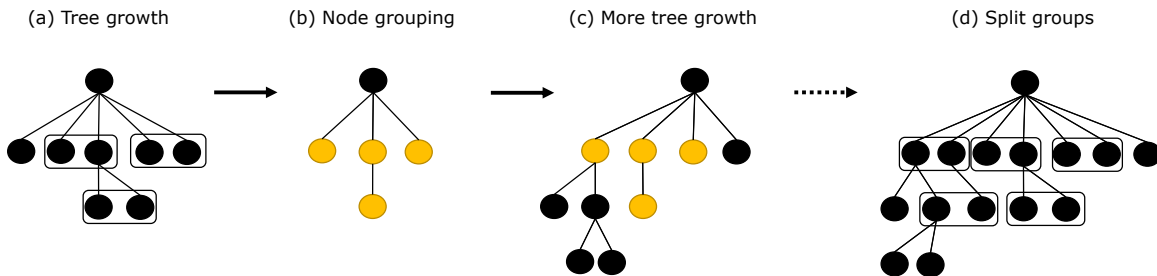 (a) Tree growth
(b) Node grouping
(c) More tree growth
(d) Split groups